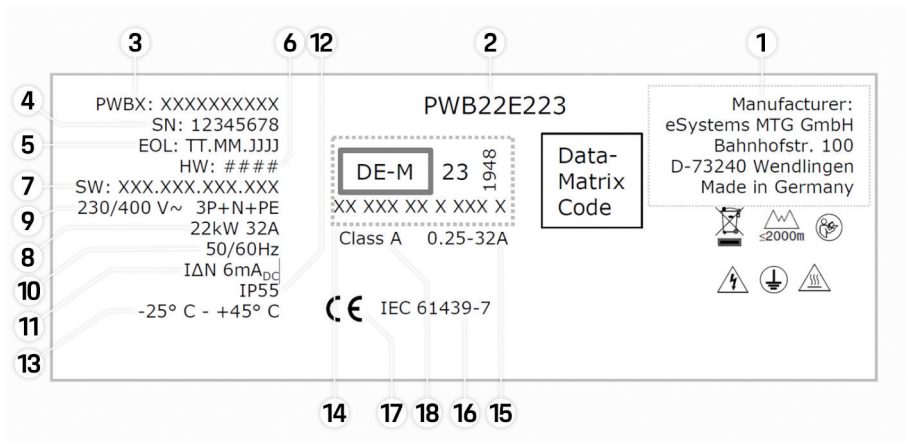 3
6
12
2
1
4
5
7
9
8
10
11
13
PWBX: XXXXXXXXXX
SN: 12345678
EOL: TT.MM.JJJJ
HW: ####
SW: XXX.XXX.XXX.XXX
230/400 V~ 3P+N+PE
22kW 32A
50/60Hz
IΔN 6mADC
IP55
-25° C - +45° C
PWB22E223
DE-M 23 1948
XX XXX XX X XXX X
Class A 0.25-32A
CE IEC 61439-7
Data-
Matrix
Code
Manufacturer:
eSystems MTG GmbH
Bahnhofstr. 100
D-73240 Wendlingen
Made in Germany
≤2000m
14
17
18
16
15